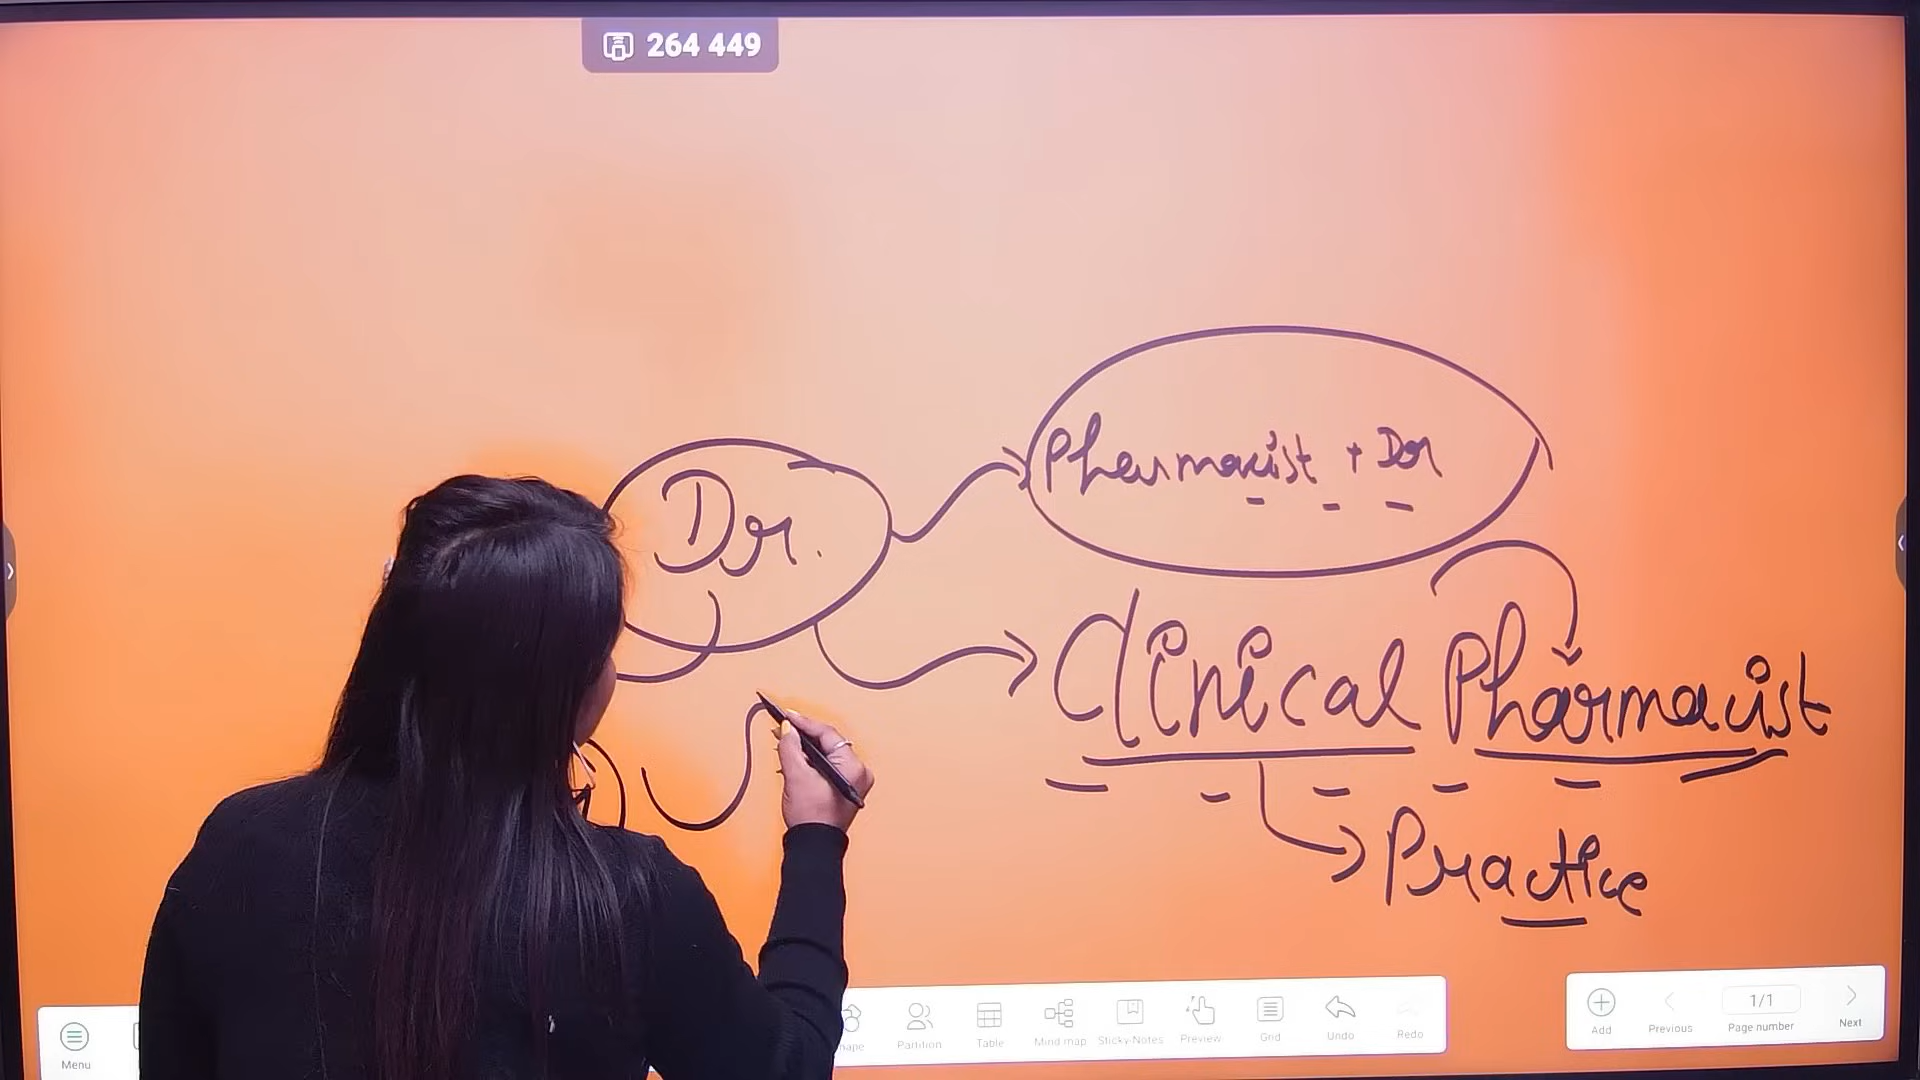 264 449
Pharmacist + Dr
Dr.
Clinical Pharmacist
Practice
Menu
Partition
Table
Mind map
Sticky-Notes
Preview
Grid
Undo
Redo
Add
Previous
1/1
Page number
Next